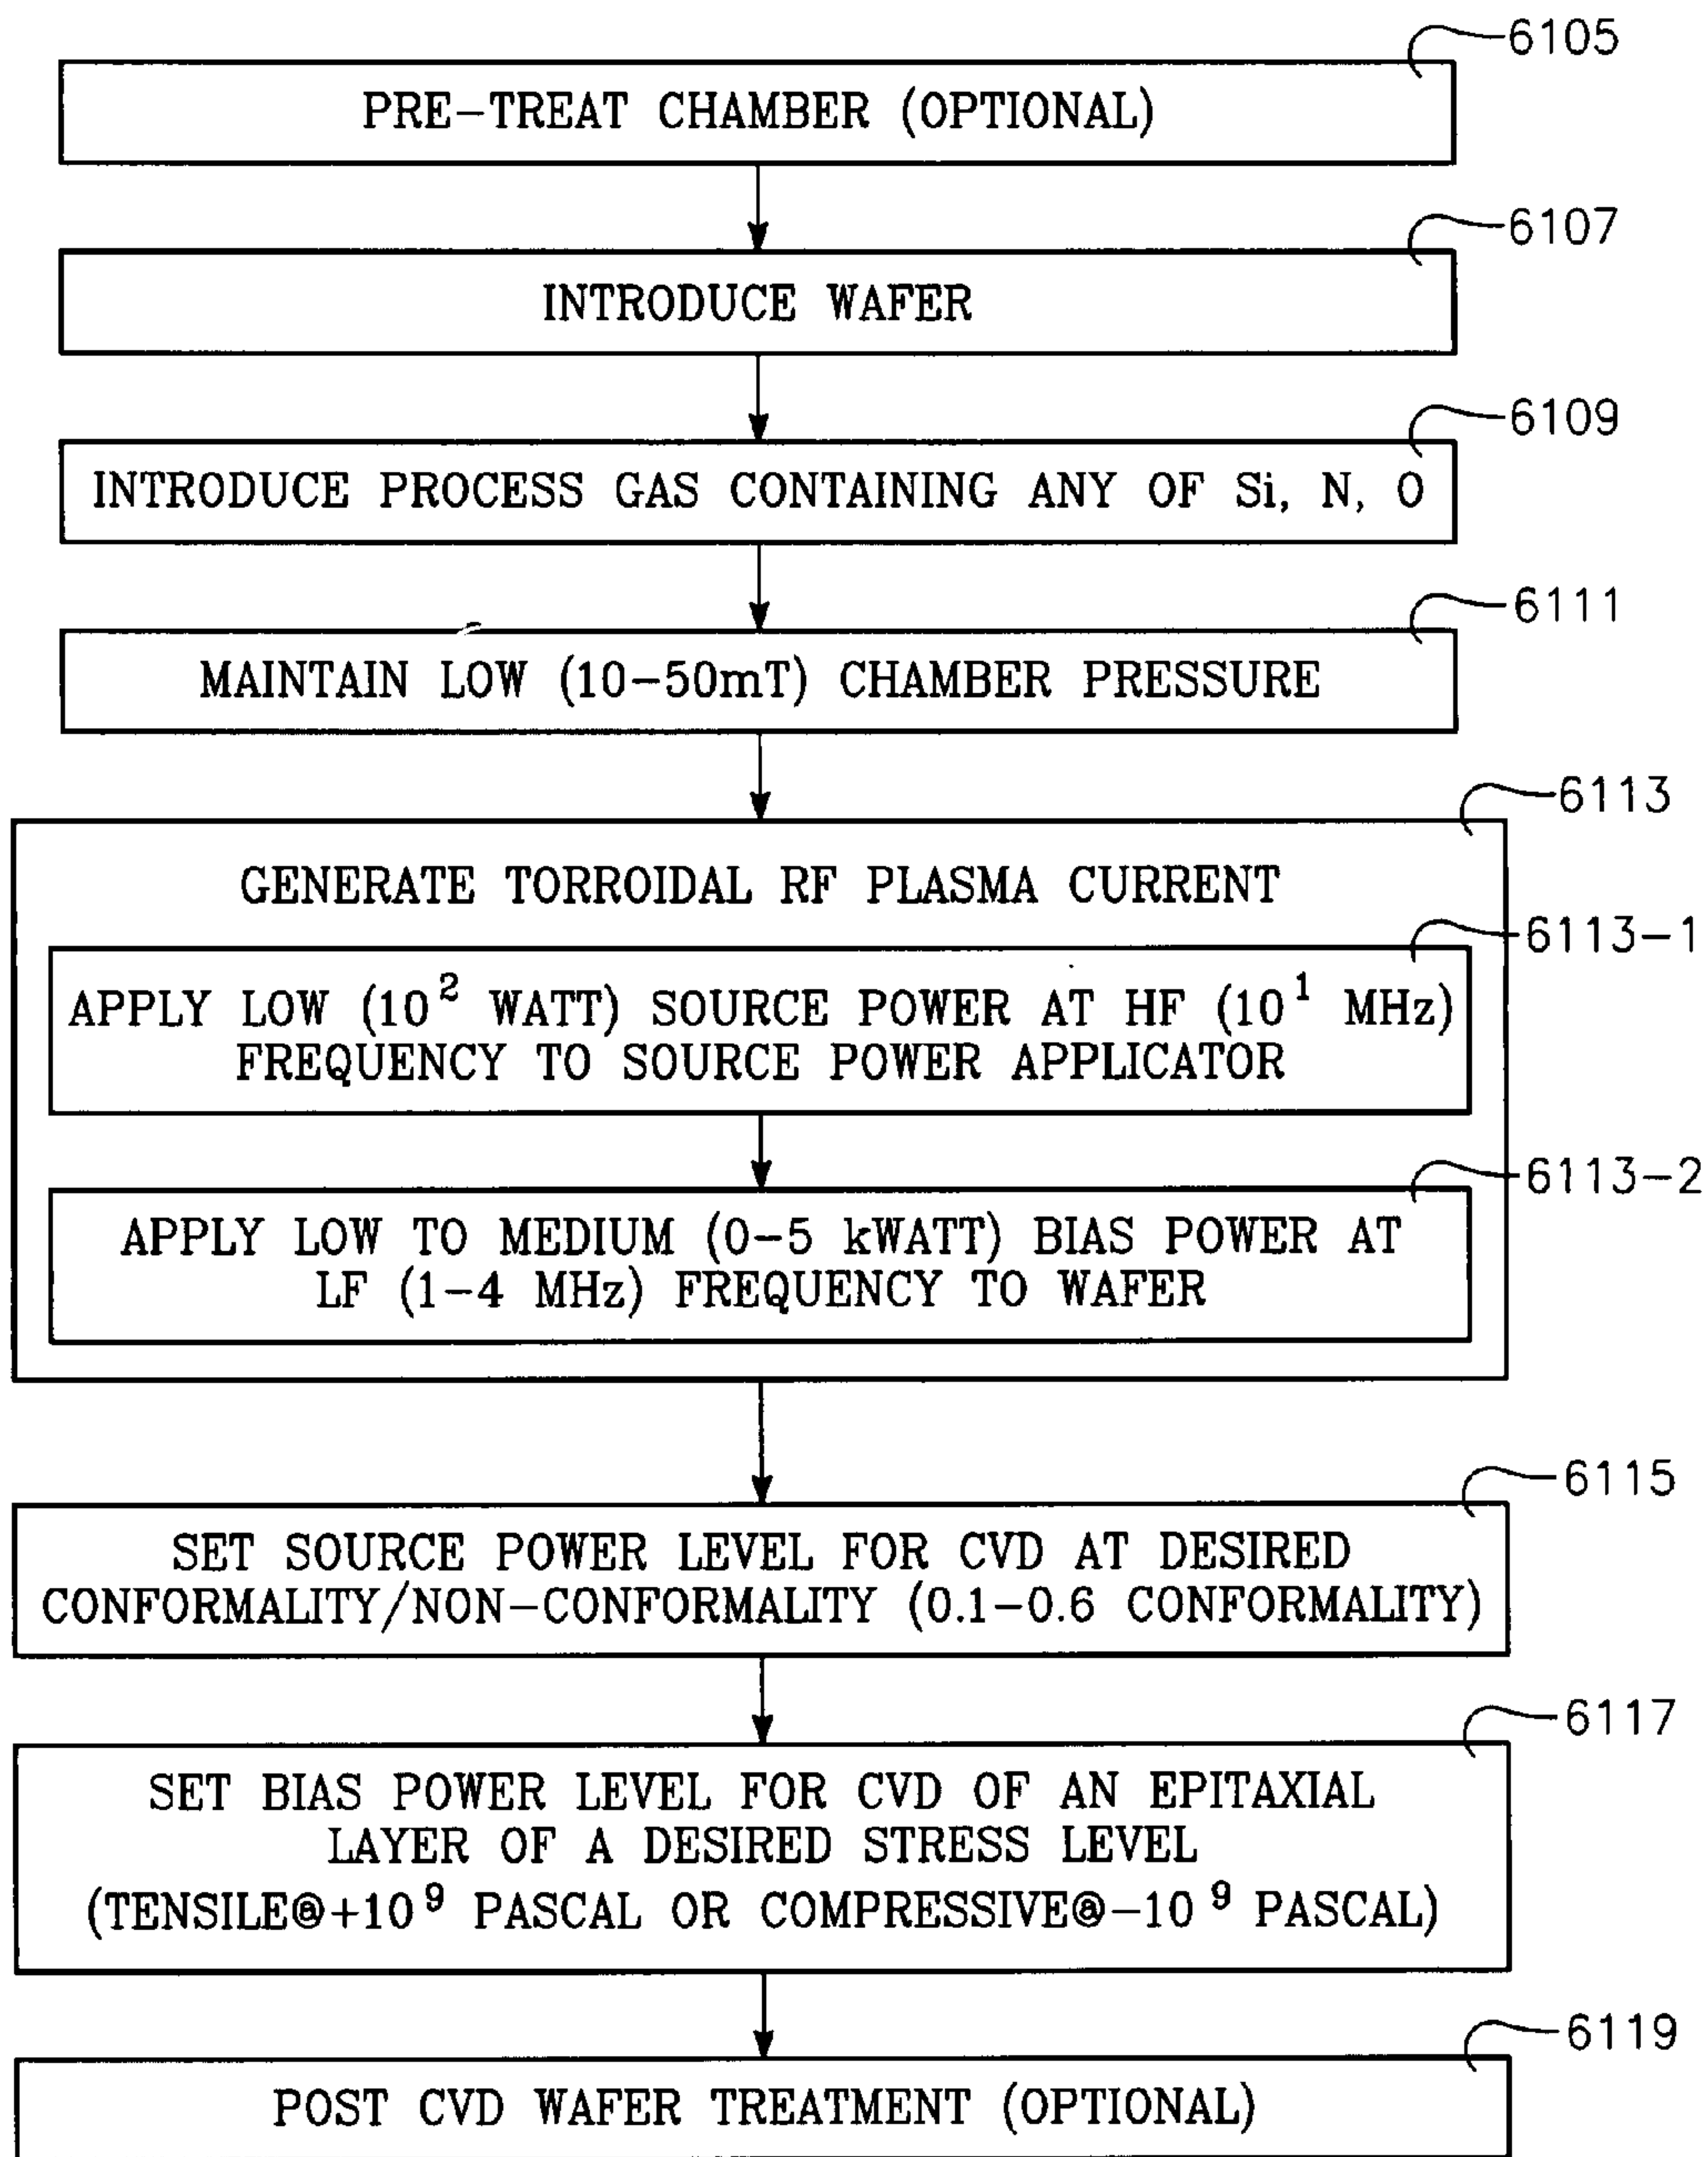 6105
PRE-TREAT CHAMBER (OPTIONAL)
6107
INTRODUCE WAFER
6109
INTRODUCE PROCESS GAS CONTAINING ANY OF Si, N, O
6111
MAINTAIN LOW (10-50mT) CHAMBER PRESSURE
6113
GENERATE TORROIDAL RF PLASMA CURRENT
6113-1
APPLY LOW (10² WATT) SOURCE POWER AT HF (10¹ MHz)
FREQUENCY TO SOURCE POWER APPLICATOR
6113-2
APPLY LOW TO MEDIUM (0-5 kWATT) BIAS POWER AT
LF (1-4 MHz) FREQUENCY TO WAFER
6115
SET SOURCE POWER LEVEL FOR CVD AT DESIRED
CONFORMALITY/NON-CONFORMALITY (0.1-0.6 CONFORMALITY)
6117
SET BIAS POWER LEVEL FOR CVD OF AN EPITAXIAL
LAYER OF A DESIRED STRESS LEVEL
(TENSILE@+10⁹ PASCAL OR COMPRESSIVE@-10⁹ PASCAL)
6119
POST CVD WAFER TREATMENT (OPTIONAL)